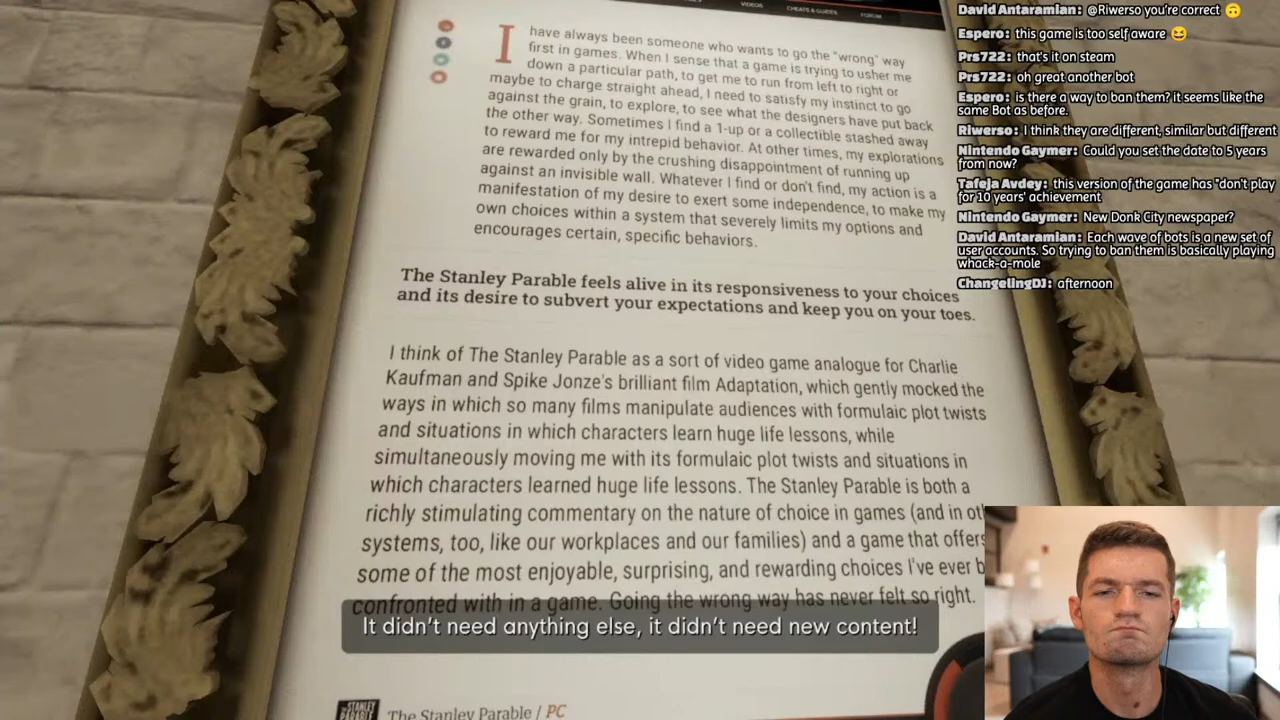 VIDEOS
CHEATS & GUIDES
FORUM
I have always been someone who wants to go the "wrong" way
first in games. When I sense that a game is trying to usher me
down a particular path, to get me to run from left to right or
maybe to charge straight ahead, I need to satisfy my instinct to go
against the grain, to explore, to see what the designers have put back
the other way. Sometimes I find a 1-up or a collectible stashed away
to reward me for my intrepid behavior. At other times, my explorations
are rewarded only by the crushing disappointment of running up
against an invisible wall. Whatever I find or don't find, my action is a
manifestation of my desire to exert some independence, to make my
own choices within a system that severely limits my options and
encourages certain, specific behaviors.
The Stanley Parable feels alive in its responsiveness to your choices
and its desire to subvert your expectations and keep you on your toes.
I think of The Stanley Parable as a sort of video game analogue for Charlie
Kaufman and Spike Jonze's brilliant film Adaptation, which gently mocked the
ways in which so many films manipulate audiences with formulaic plot twists
and situations in which characters learn huge life lessons, while
simultaneously moving me with its formulaic plot twists and situations in
which characters learned huge life lessons. The Stanley Parable is both a
richly stimulating commentary on the nature of choice in games (and in
systems, too, like our workplaces and our families) and a game that offers
some of the most enjoyable, surprising, and rewarding choices I've ever
confronted with in a game. Going the wrong way has never felt so right.
It didn't need anything else, it didn't need new content!
THE STANLEY PARABLE
The Stanley Parable / PC
David Antaramian: @Riwerso you're correct 🙃
Espero: this game is too self aware 😆
Prs722: that's it on steam
Prs722: oh great another bot
Espero: is there a way to ban them? it seems like the
same Bot as before.
Riwerso: I think they are different, similar but different
Nintendo Gaymer: Could you set the date to 5 years
from now?
Tafeja Avdey: this version of the game has "don't play
for 10 years' achievement
Nintendo Gaymer: New Donk City newspaper?
David Antaramian: Each wave of bots is a new set of
user accounts. So trying to ban them is basically playing
whack-a-mole
ChangelingDJ: afternoon